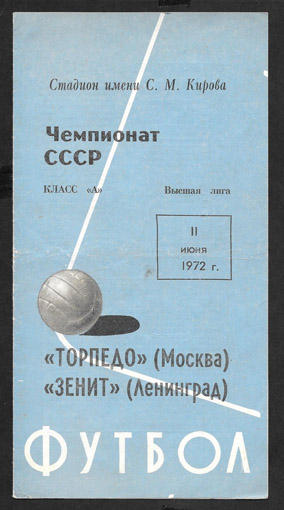 Стадион имени С. М. Кирова
Чемпионат
СССР
КЛАСС «А» Высшая лига
11
июня
1972 г.
«ТОРПЕДО» (Москва)
«ЗЕНИТ» (Ленинград)
ФУТБОЛ